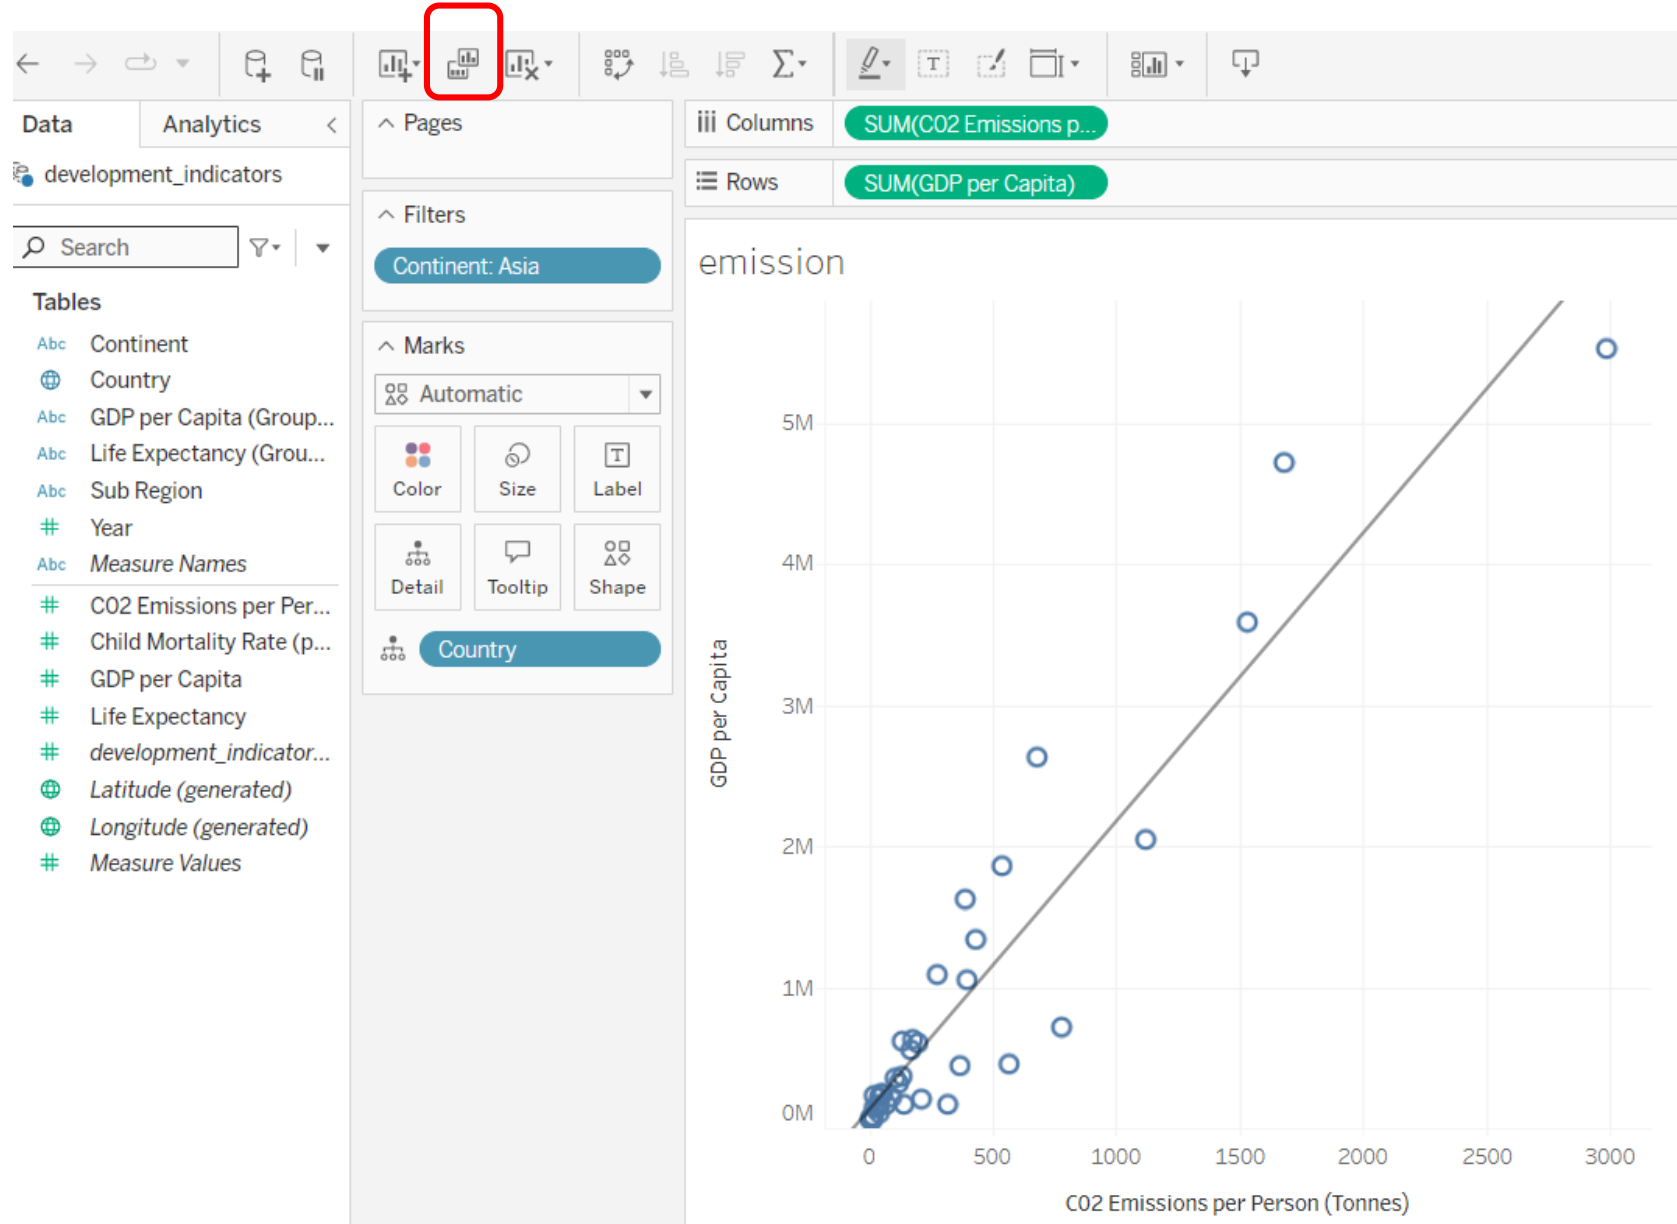 Data
Analytics
development_indicators
Search
Tables
Abc Continent
Country
Abc GDP per Capita (Group...
Abc Life Expectancy (Grou...
Abc Sub Region
Year
Abc Measure Names
C02 Emissions per Per...
Child Mortality Rate (p...
GDP per Capita
Life Expectancy
development_indicator...
Latitude (generated)
Longitude (generated)
Measure Values
Pages
Filters
Continent: Asia
Marks
Automatic
Color Size Label
Detail Tooltip Shape
Country
Columns SUM(C02 Emissions p...
Rows SUM(GDP per Capita)
emission
GDP per Capita
5M
4M
3M
2M
1M
0M
0 500 1000 1500 2000 2500 3000
C02 Emissions per Person (Tonnes)